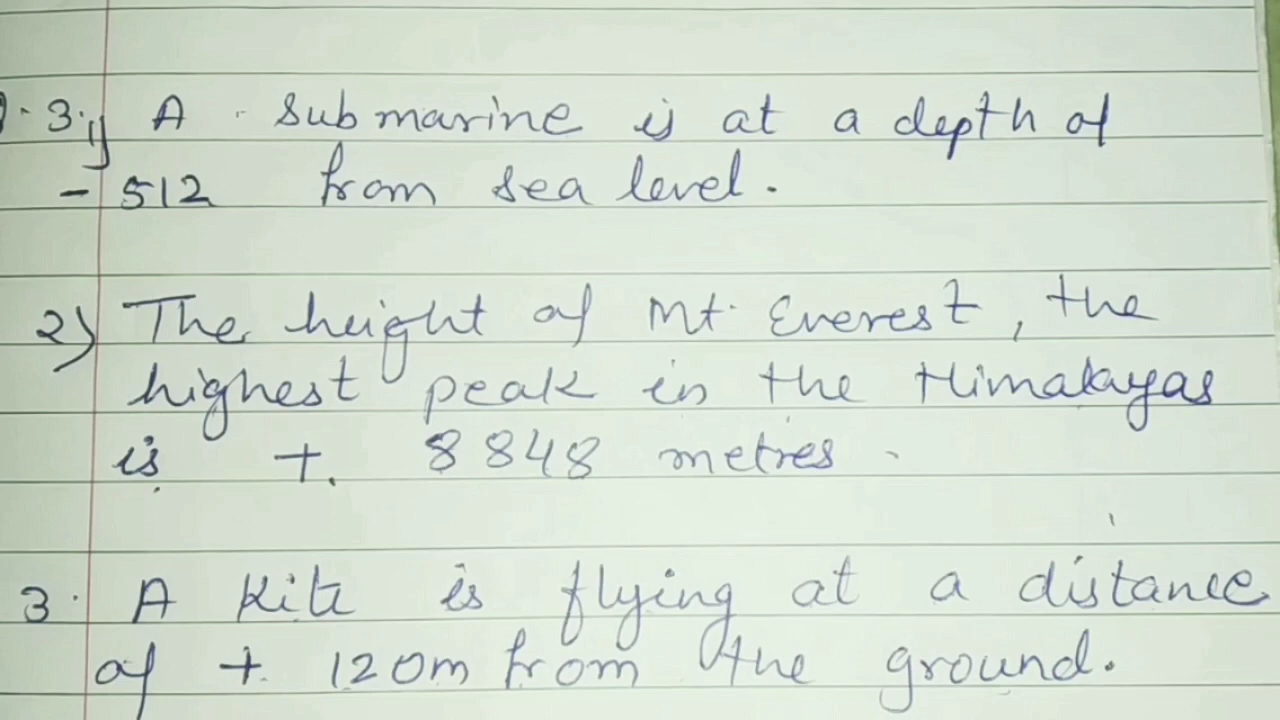 Q.3.1) A submarine is at a depth of
- 512 from sea level.
2) The height of Mt. Everest, the
highest peak in the Himalayas
is + 8848 metres.
3. A Kite is flying at a distance
of + 120m from the ground.